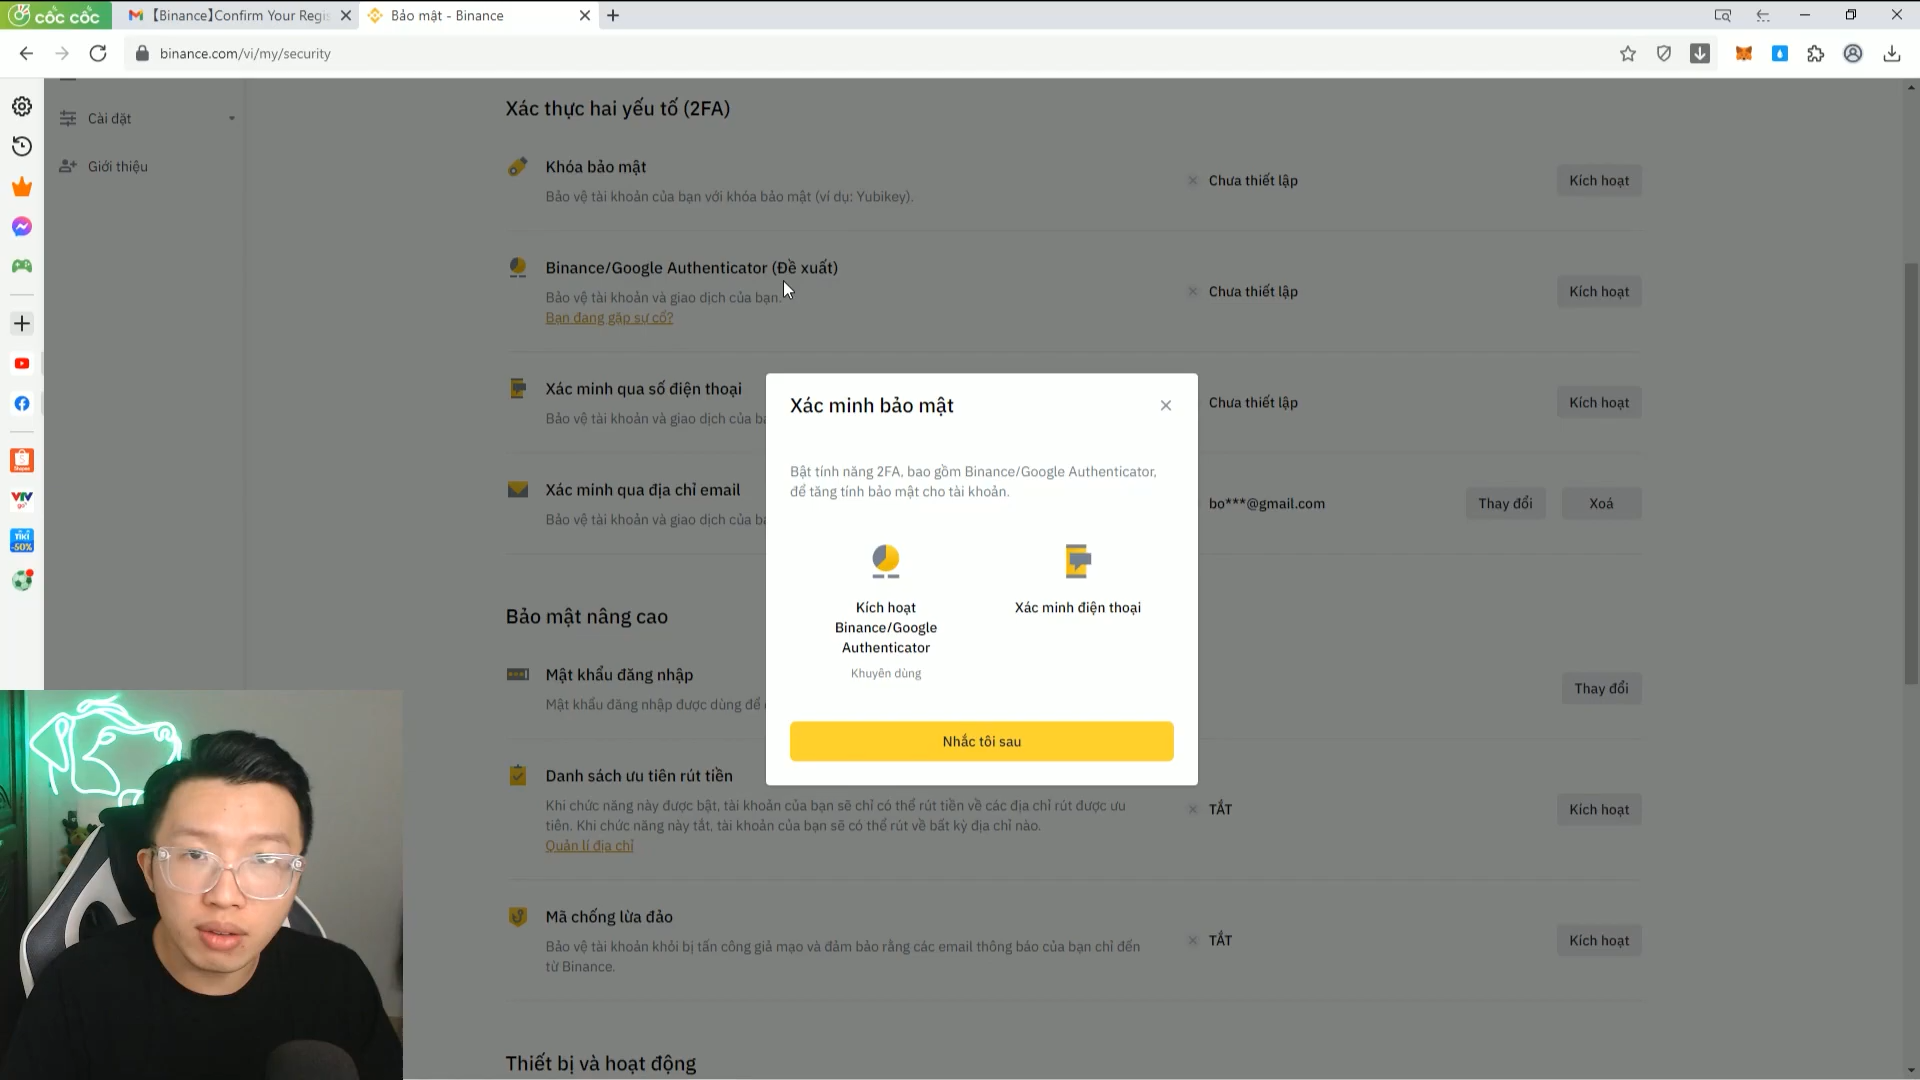 cốc cốc
【Binance】Confirm Your Regis
Bảo mật - Binance
binance.com/vi/my/security
Cài đặt
Giới thiệu
Xác thực hai yếu tố (2FA)
Khóa bảo mật
Bảo vệ tài khoản của bạn với khóa bảo mật (ví dụ: Yubikey).
Chưa thiết lập
Kích hoạt
Binance/Google Authenticator (Đề xuất)
Bảo vệ tài khoản và giao dịch của bạn.
Bạn đang gặp sự cố?
Chưa thiết lập
Kích hoạt
Xác minh qua số điện thoại
Bảo vệ tài khoản và giao dịch của bạ
Chưa thiết lập
Kích hoạt
Xác minh qua địa chỉ email
Bảo vệ tài khoản và giao dịch của bạ
bo***@gmail.com
Thay đổi
Xoá
Xác minh bảo mật
Bật tính năng 2FA, bao gồm Binance/Google Authenticator,
để tăng tính bảo mật cho tài khoản.
Kích hoạt
Binance/Google
Authenticator
Khuyên dùng
Xác minh điện thoại
Nhắc tôi sau
Bảo mật nâng cao
Mật khẩu đăng nhập
Mật khẩu đăng nhập được dùng để
Thay đổi
Danh sách ưu tiên rút tiền
Khi chức năng này được bật, tài khoản của bạn sẽ chỉ có thể rút tiền về các địa chỉ rút được ưu
tiên. Khi chức năng này tắt, tài khoản của bạn sẽ có thể rút về bất kỳ địa chỉ nào.
Quản lí địa chỉ
TẮT
Kích hoạt
Mã chống lừa đảo
Bảo vệ tài khoản khỏi bị tấn công giả mạo và đảm bảo rằng các email thông báo của bạn chỉ đến
từ Binance.
TẮT
Kích hoạt
Thiết bị và hoạt động
VTV
go
TIKI
-50%